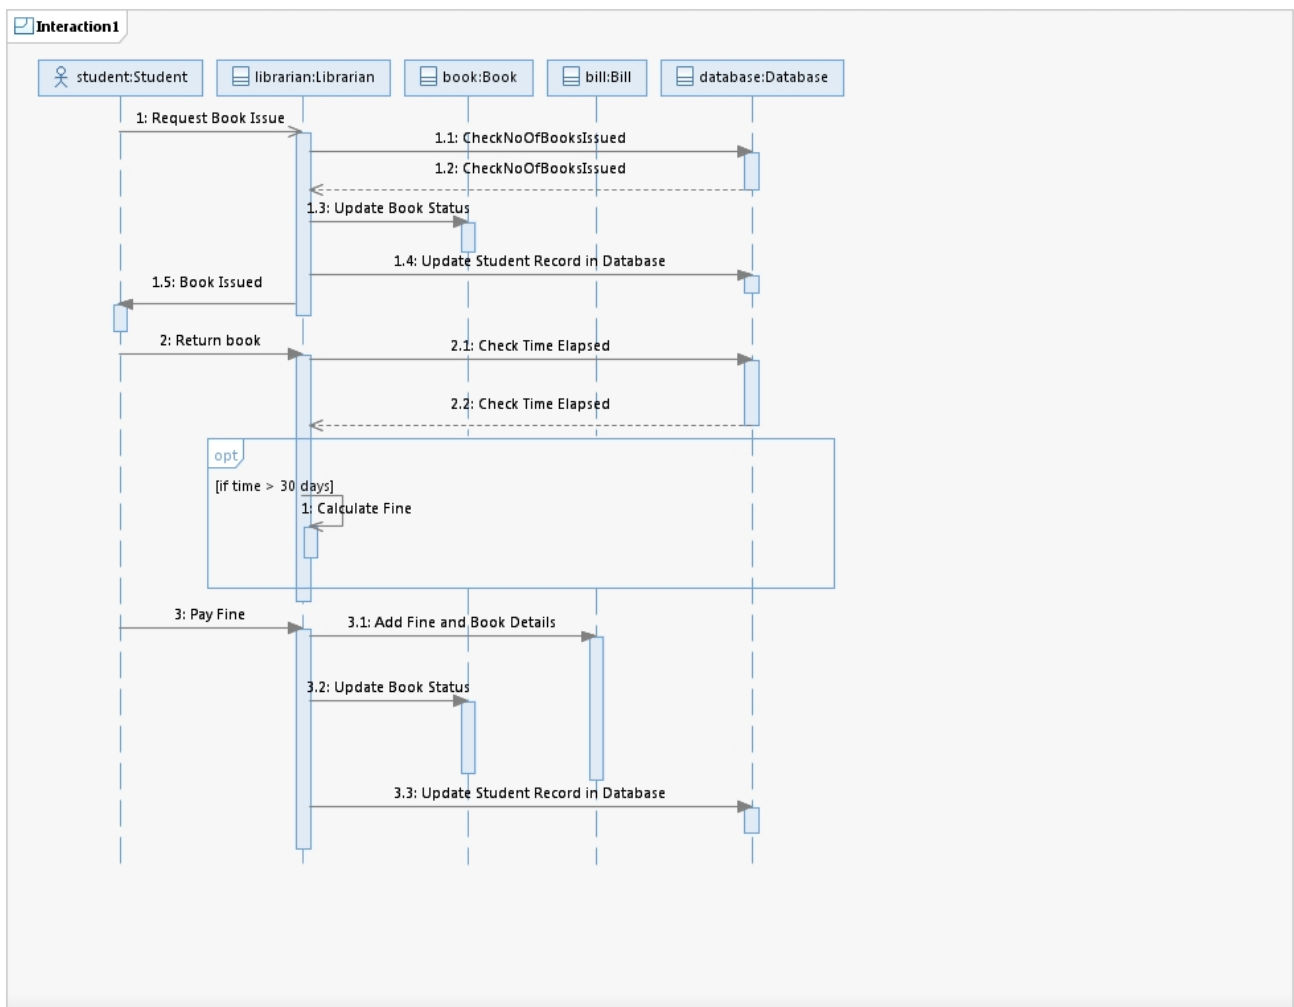 Interaction1
student:Student
librarian:Librarian
book:Book
bill:Bill
database:Database
1: Request Book Issue
1.1: CheckNoOfBooksIssued
1.2: CheckNoOfBooksIssued
1.3: Update Book Status
1.4: Update Student Record in Database
1.5: Book Issued
2: Return book
2.1: Check Time Elapsed
2.2: Check Time Elapsed
opt
[if time > 30 days]
1: Calculate Fine
3: Pay Fine
3.1: Add Fine and Book Details
3.2: Update Book Status
3.3: Update Student Record in Database